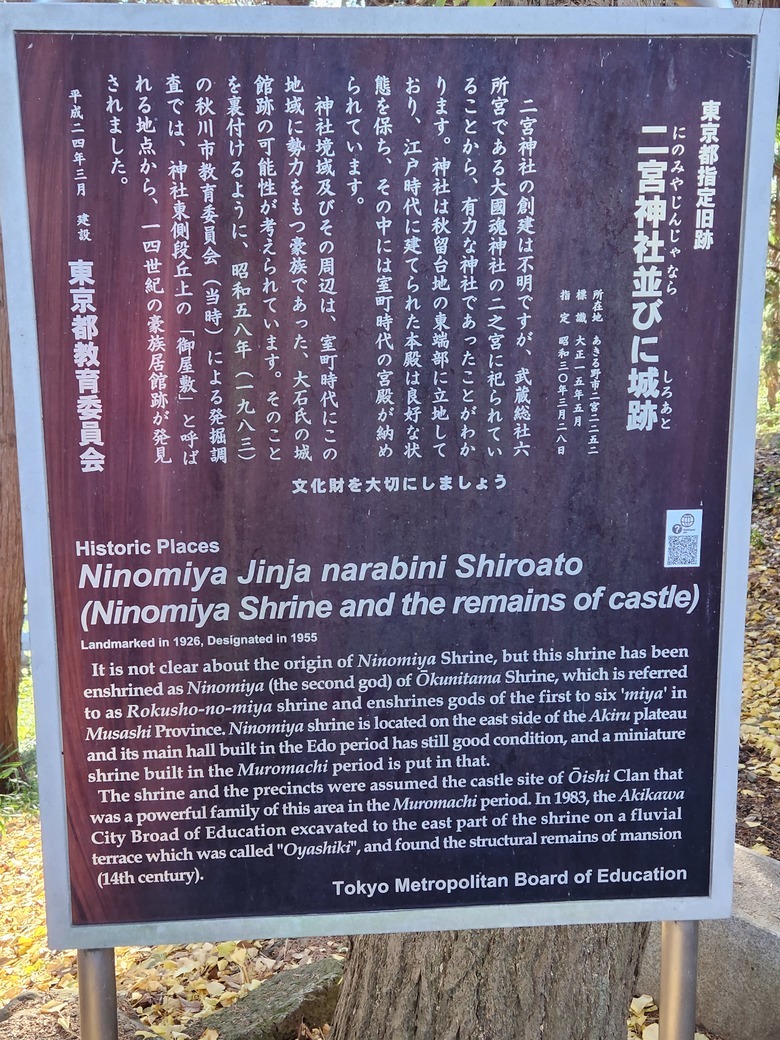 東京都指定旧跡
にのみやじんじゃ なら
しろあと
二宮神社並びに城跡
所在地 あきる野市二宮二二五二
標識 大正一五年五月
指定 昭和三〇年三月二八日
二宮神社の創建は不明ですが、武蔵総社六
所宮である大國魂神社の二之宮に祀られてい
ることから、有力な神社であったことがわか
ります。神社は秋留台地の東端部に立地して
おり、江戸時代に建てられた本殿は良好な状
態を保ち、その中には室町時代の宮殿が納め
られています。
神社境域及びその周辺は、室町時代にこの
地域に勢力をもつ豪族であった、大石氏の城
館跡の可能性が考えられています。そのこと
を裏付けるように、昭和五八年（一九八三）
の秋川市教育委員会（当時）による発掘調
査では、神社東側段丘上の「御屋敷」と呼ば
れる地点から、一四世紀の豪族居館跡が発見
されました。
平成二四年三月 建設
東京都教育委員会
文化財を大切にしましょう
Historic Places
Ninomiya Jinja narabini Shiroato
(Ninomiya Shrine and the remains of castle)
Landmarked in 1926, Designated in 1955
It is not clear about the origin of Ninomiya Shrine, but this shrine has been
enshrined as Ninomiya (the second god) of Ōkunitama Shrine, which is referred
to as Rokusho-no-miya shrine and enshrines gods of the first to six 'miya' in
Musashi Province. Ninomiya shrine is located on the east side of the Akiru plateau
and its main hall built in the Edo period has still good condition, and a miniature
shrine built in the Muromachi period is put in that.
The shrine and the precincts were assumed the castle site of Ōishi Clan that
was a powerful family of this area in the Muromachi period. In 1983, the Akikawa
City Broad of Education excavated to the east part of the shrine on a fluvial
terrace which was called "Oyashiki", and found the structural remains of mansion
(14th century).
Tokyo Metropolitan Board of Education